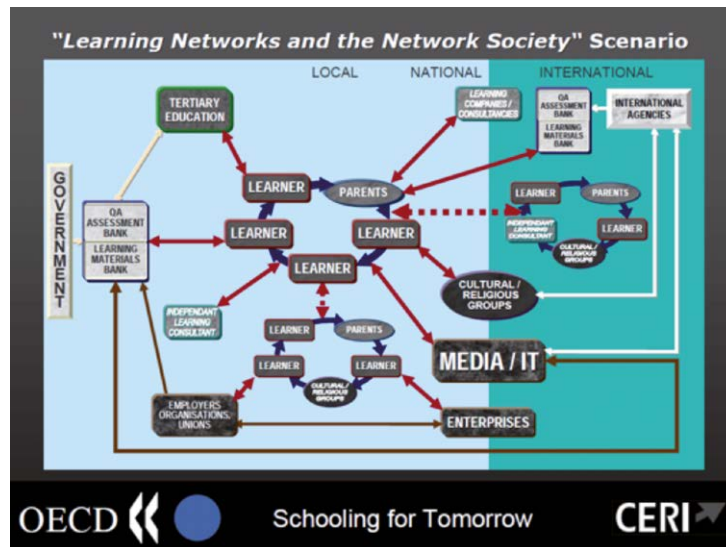 "Learning Networks and the Network Society" Scenario
LOCAL NATIONAL INTERNATIONAL
TERTIARY
EDUCATION
LEARNING
COMPANIES /
CONSULTANCIES
QA
ASSESSMENT
BANK
LEARNING
MATERIALS
BANK
INTERNATIONAL
AGENCIES
GOVERNMENT
LEARNER
PARENTS
LEARNER
LEARNER
LEARNER
QA
ASSESSMENT
BANK
LEARNING
MATERIALS
BANK
LEARNER
PARENTS
INDEPENDANT
LEARNING
CONSULTANT
LEARNER
CULTURAL /
RELIGIOUS
GROUPS
CULTURAL /
RELIGIOUS
GROUPS
INDEPENDANT
LEARNING
CONSULTANT
LEARNER
PARENTS
LEARNER
LEARNER
CULTURAL /
RELIGIOUS
GROUPS
MEDIA / IT
EMPLOYERS
ORGANISATIONS,
UNIONS
ENTERPRISES
OECD
Schooling for Tomorrow
CERI